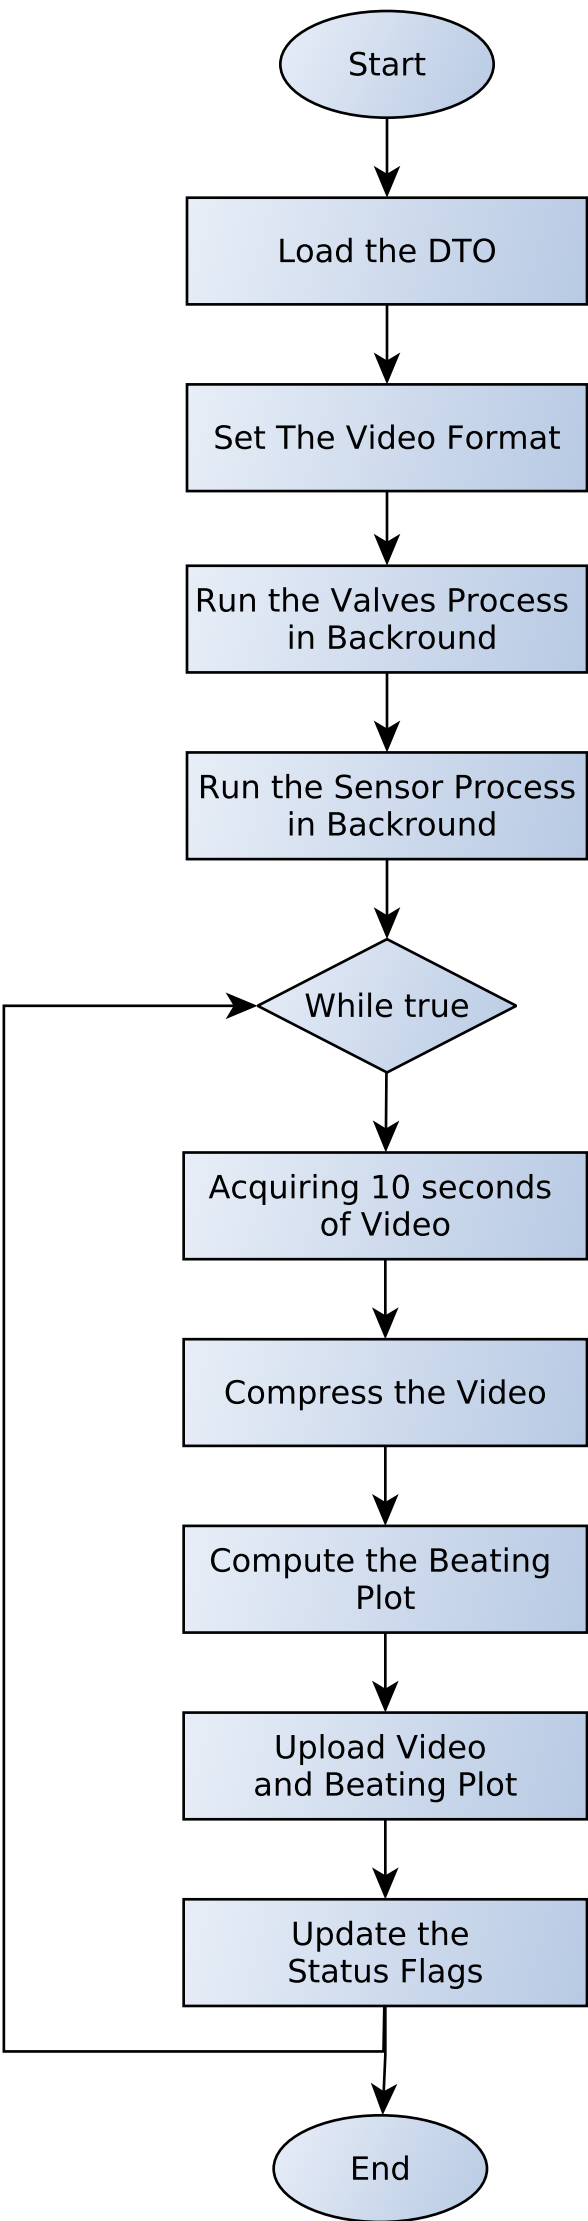 Start
Load the DTO
Set The Video Format
Run the Valves Process
in Backround
Run the Sensor Process
in Backround
While true
Acquiring 10 seconds
of Video
Compress the Video
Compute the Beating
Plot
Upload Video
and Beating Plot
Update the
Status Flags
End